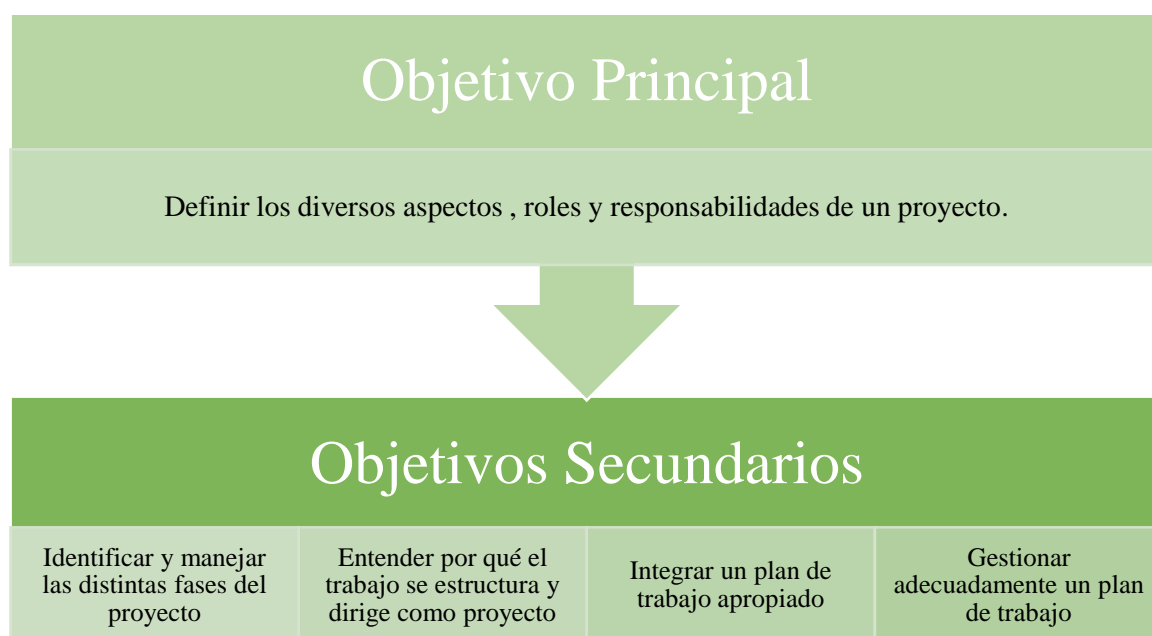 Objetivo Principal
Definir los diversos aspectos , roles y responsabilidades de un proyecto.
Objetivos Secundarios
Identificar y manejar
las distintas fases del
proyecto
Entender por qué el
trabajo se estructura y
dirige como proyecto
Integrar un plan de
trabajo apropiado
Gestionar
adecuadamente un plan
de trabajo